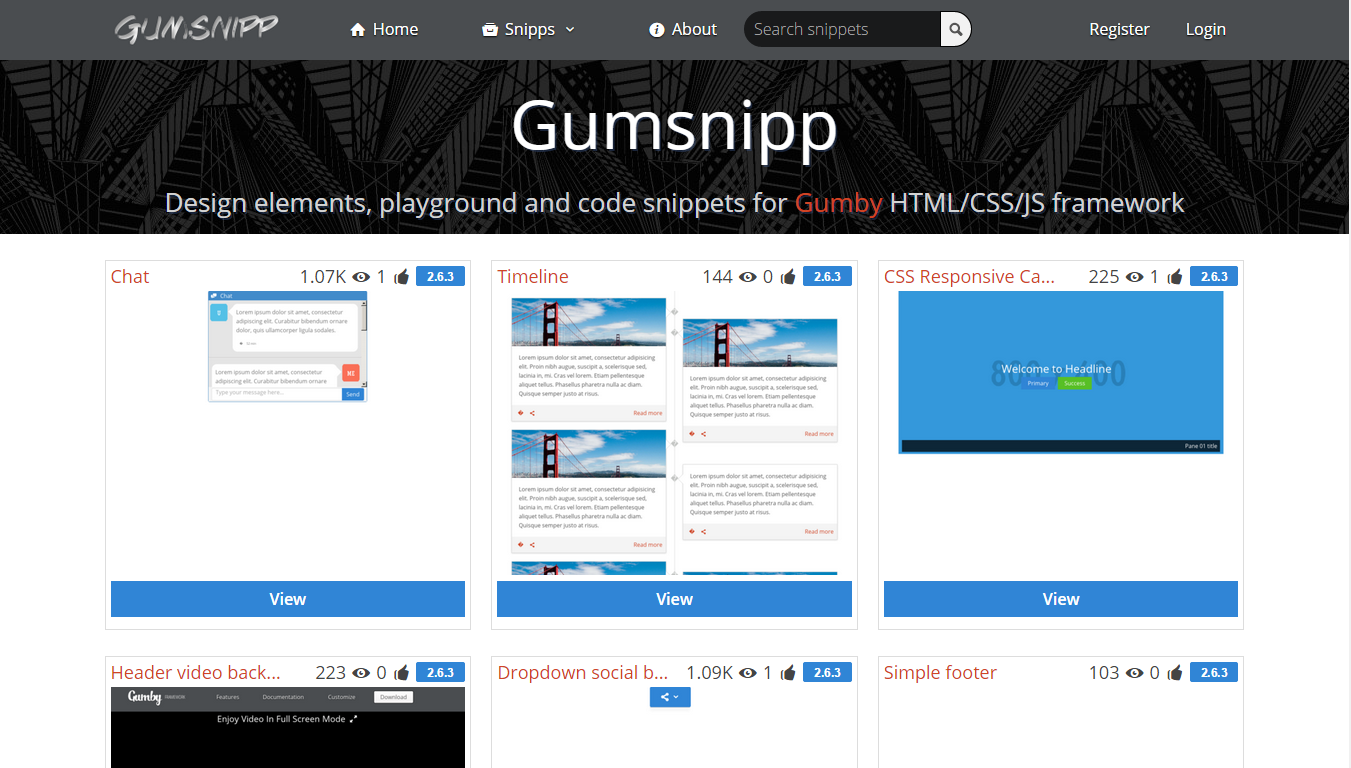 GUMSNIPP
Home
Snipps
About
Search snippets
Register
Login
Gumsnipp
Design elements, playground and code snippets for Gumby HTML/CSS/JS framework
Chat 1.07K 1 2.6.3
Chat
Lorem ipsum dolor sit amet, consectetur
adipiscing elit. Curabitur bibendum ornare
dolor, quis ullamcorper ligula sodales.
Lorem ipsum dolor sit amet, consectetur
adipiscing elit. Curabitur bibendum ornare
ME
Type your message here...
Send
View
Timeline 144 0 2.6.3
Lorem ipsum dolor sit amet, consectetur adipiscing
elit. Proin nibh augue, suscipit a, scelerisque sed,
lacinia in, mi. Cras vel lorem. Etiam pellentesque
aliquet tellus. Phasellus pharetra nulla ac diam.
Quisque semper justo at risus.
Read more
Lorem ipsum dolor sit amet, consectetur adipiscing
elit. Proin nibh augue, suscipit a, scelerisque sed,
lacinia in, mi. Cras vel lorem. Etiam pellentesque
aliquet tellus. Phasellus pharetra nulla ac diam.
Quisque semper justo at risus.
Read more
Lorem ipsum dolor sit amet, consectetur adipiscing
elit. Proin nibh augue, suscipit a, scelerisque sed,
lacinia in, mi. Cras vel lorem. Etiam pellentesque
aliquet tellus. Phasellus pharetra nulla ac diam.
Quisque semper justo at risus.
Read more
Lorem ipsum dolor sit amet, consectetur adipiscing
elit. Proin nibh augue, suscipit a, scelerisque sed,
lacinia in, mi. Cras vel lorem. Etiam pellentesque
aliquet tellus. Phasellus pharetra nulla ac diam.
Quisque semper justo at risus.
Read more
View
CSS Responsive Ca... 225 1 2.6.3
Welcome to Headline
Primary
Success
Pane 01 title
View
Header video back... 223 0 2.6.3
Gumby
Features
Documentation
Customize
Download
Enjoy Video In Full Screen Mode
Dropdown social b... 1.09K 1 2.6.3
Simple footer 103 0 2.6.3